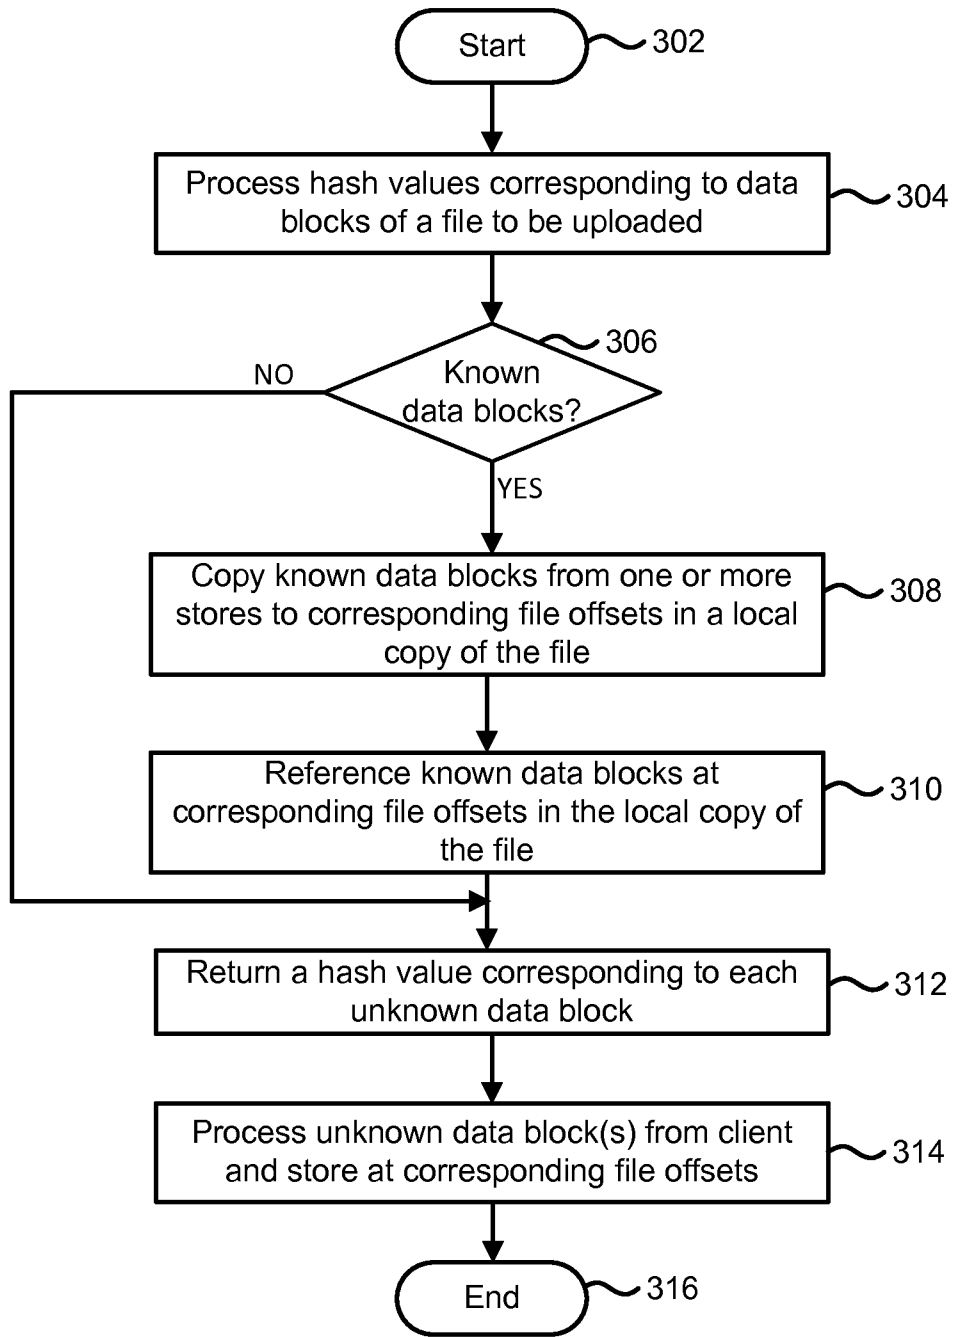 Start
302
Process hash values corresponding to data
blocks of a file to be uploaded
304
306
NO
Known
data blocks?
YES
Copy known data blocks from one or more
stores to corresponding file offsets in a local
copy of the file
308
Reference known data blocks at
corresponding file offsets in the local copy of
the file
310
Return a hash value corresponding to each
unknown data block
312
Process unknown data block(s) from client
and store at corresponding file offsets
314
End
316